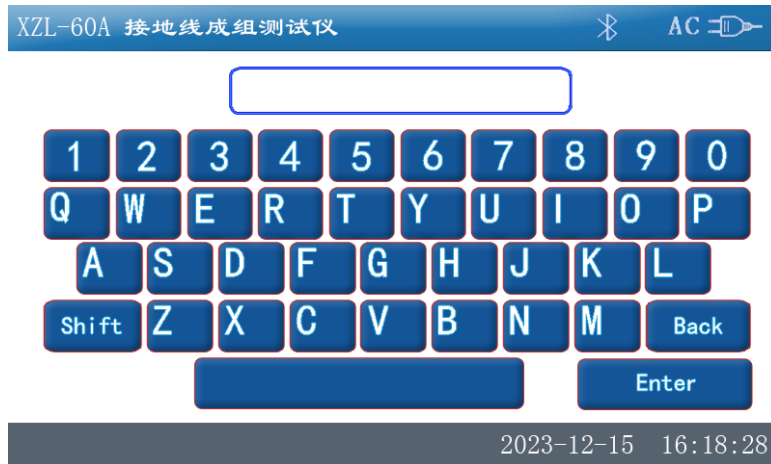 XZL-60A 接地线成组测试仪 AC
1 2 3 4 5 6 7 8 9 0
Q W E R T Y U I O P
A S D F G H J K L
Shift Z X C V B N M Back
Enter
2023-12-15 16:18:28